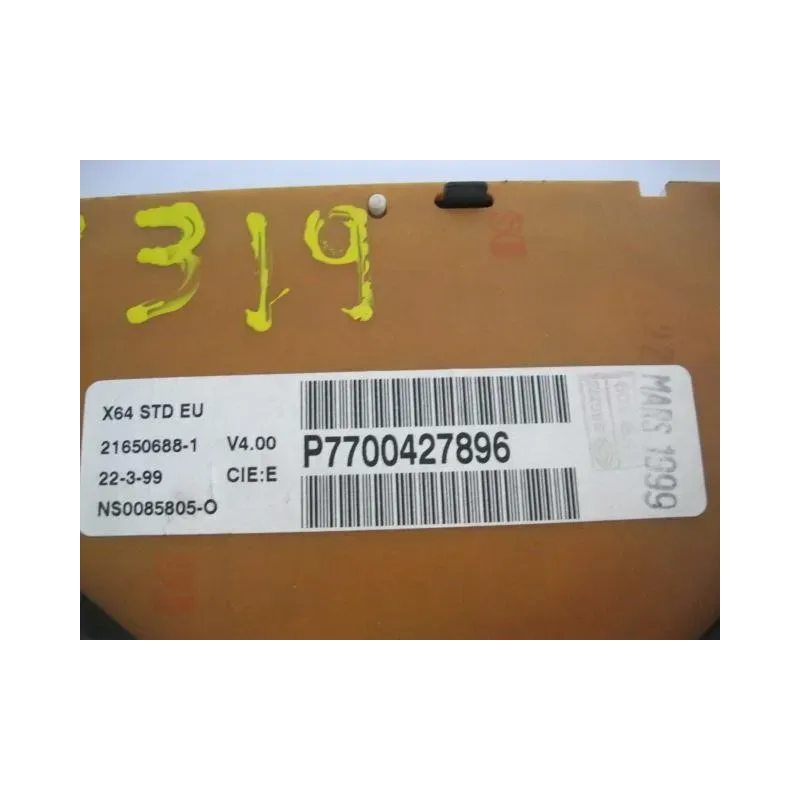 319
X64 STD EU
21650688-1 V4.00
22-3-99 CIE:E
NS0085805-O
P7700427896
MARS 1999